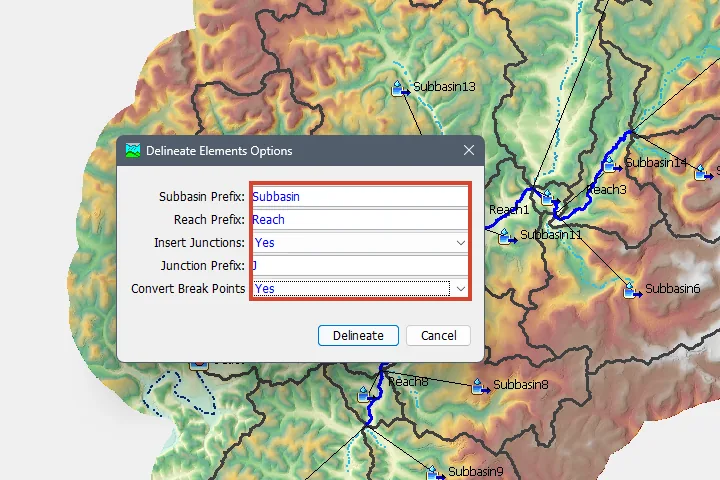 Subbasin13
Delineate Elements Options
Subbasin Prefix: Subbasin
Reach Prefix: Reach
Insert Junctions: Yes
Junction Prefix: J
Convert Break Points Yes
Delineate Cancel
Subbasin14
Reach3
Reach1
Subbasin11
Subbasin6
Reach8
Subbasin8
Subbasin9